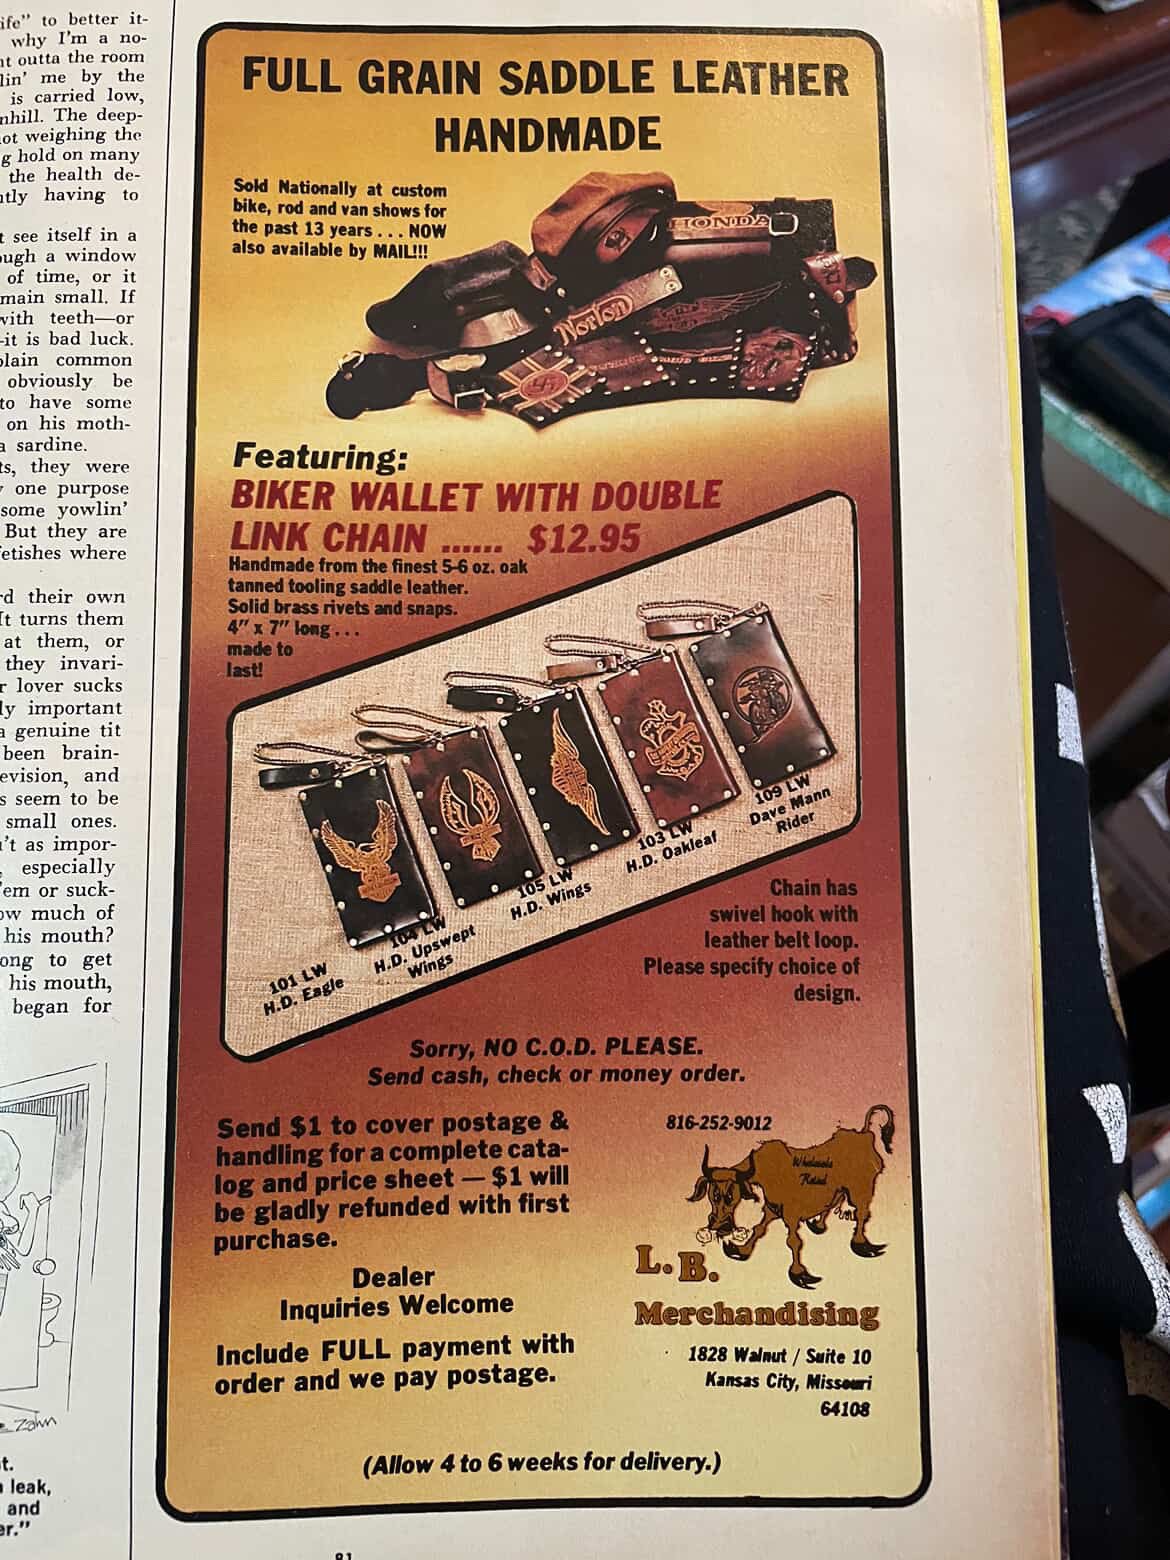 ife" to better it-
why I'm a no-
nt outta the room
lin' me by the
is carried low,
nhill. The deep-
not weighing the
g hold on many
the health de-
ntly having to
t see itself in a
ough a window
of time, or it
main small. If
with teeth—or
-it is bad luck.
plain common
obviously be
to have some
on his moth-
a sardine.
ts, they were
y one purpose
some yowlin'
But they are
fetishes where
rd their own
It turns them
at them, or
they invari-
r lover sucks
ly important
a genuine tit
been brain-
evision, and
s seem to be
small ones.
n't as impor-
, especially
'em or suck-
ow much of
his mouth?
ong to get
his mouth,
began for
Zahn
t.
leak,
and
er."
FULL GRAIN SADDLE LEATHER
HANDMADE
Sold Nationally at custom
bike, rod and van shows for
the past 13 years . . . NOW
also available by MAIL!!!
HONDA
Norton
Featuring:
BIKER WALLET WITH DOUBLE
LINK CHAIN ...... $12.95
Handmade from the finest 5-6 oz. oak
tanned tooling saddle leather.
Solid brass rivets and snaps.
4" x 7" long . . .
made to
last!
101 LW
H.D. Eagle
104 LW
H.D. Upswept
Wings
105 LW
H.D. Wings
103 LW
H.D. Oakleaf
109 LW
Dave Mann
Rider
Chain has
swivel hook with
leather belt loop.
Please specify choice of
design.
Sorry, NO C.O.D. PLEASE.
Send cash, check or money order.
Send $1 to cover postage &
handling for a complete cata-
log and price sheet — $1 will
be gladly refunded with first
purchase.
Dealer
Inquiries Welcome
Include FULL payment with
order and we pay postage.
816-252-9012
Wholesale
Retail
L. B.
Merchandising
1828 Walnut / Suite 10
Kansas City, Missouri
64108
(Allow 4 to 6 weeks for delivery.)
81